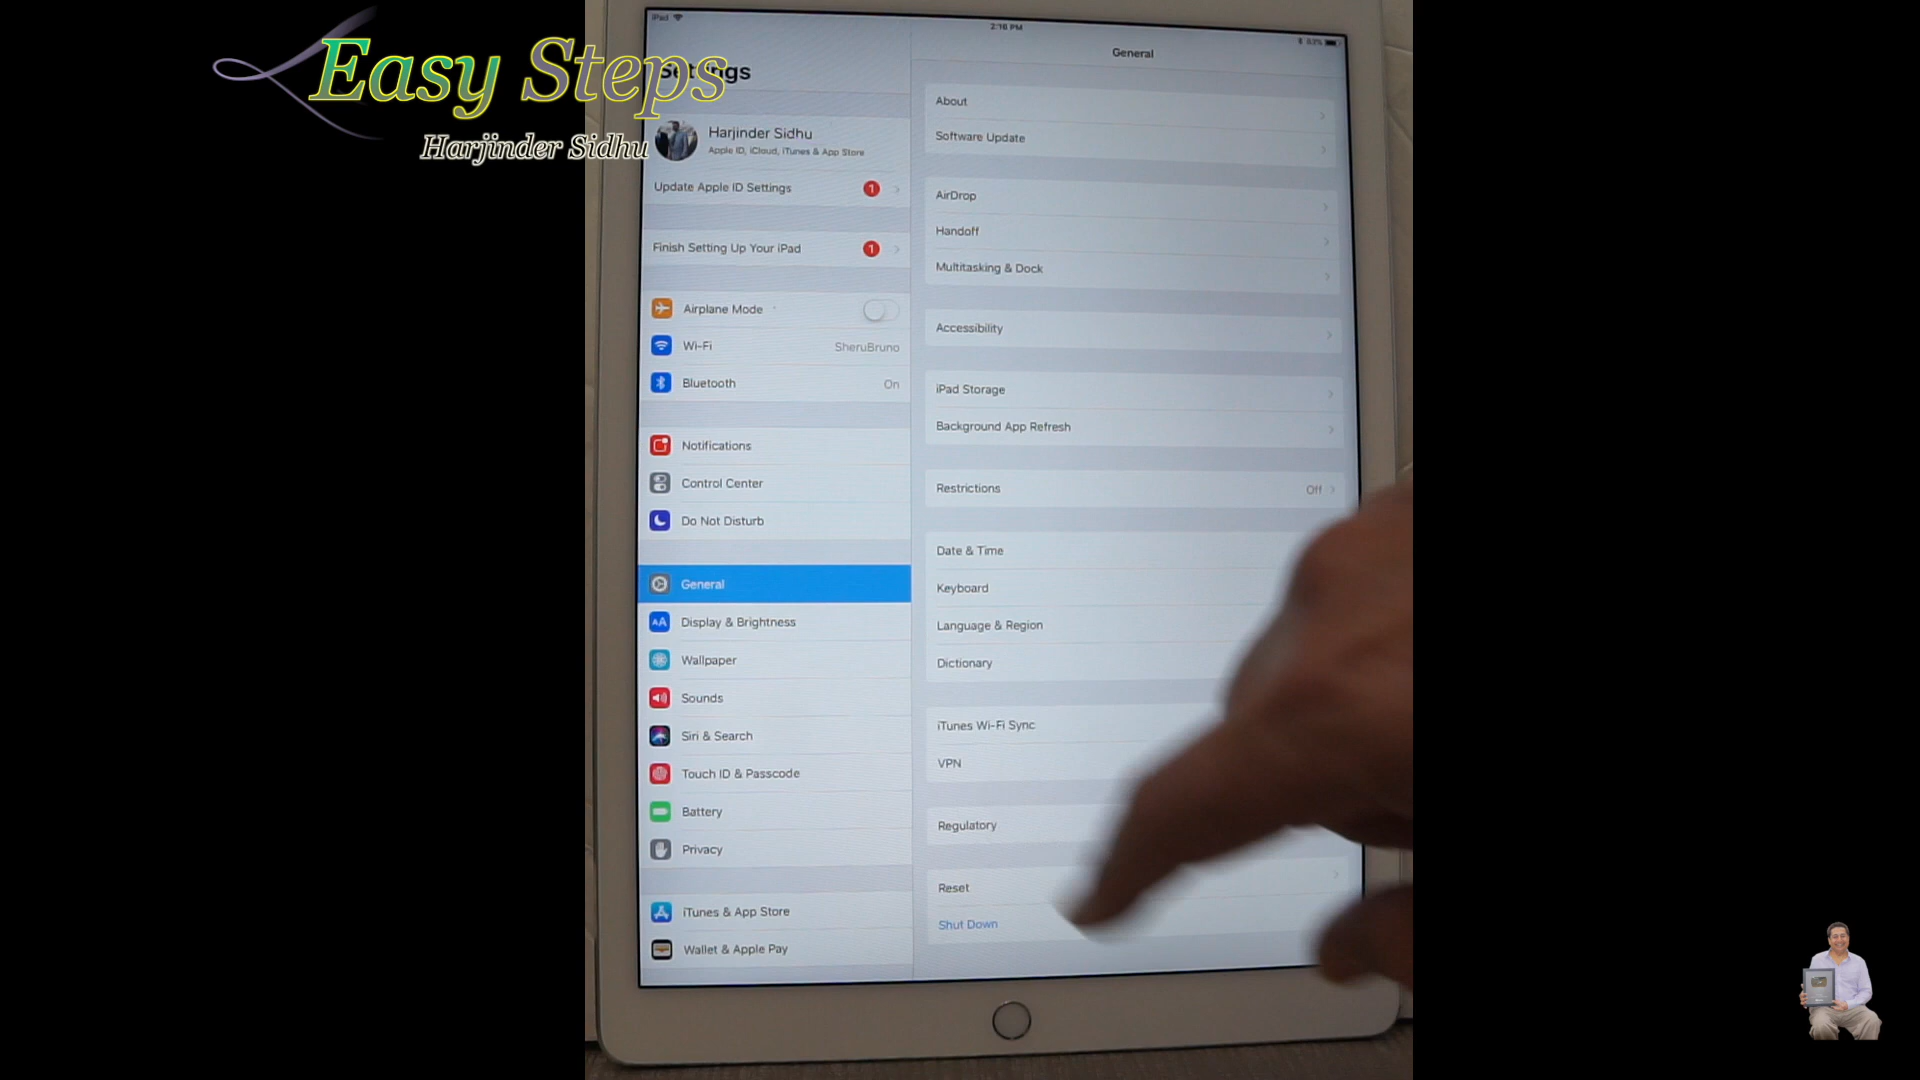 Easy Steps
Harjinder Sidhu
iPad
2:16 PM
83%
Settings
Harjinder Sidhu
Apple ID, iCloud, iTunes & App Store
Update Apple ID Settings 1
Finish Setting Up Your iPad 1
Airplane Mode
Wi-Fi SheruBruno
Bluetooth On
Notifications
Control Center
Do Not Disturb
General
AA Display & Brightness
Wallpaper
Sounds
Siri & Search
Touch ID & Passcode
Battery
Privacy
iTunes & App Store
Wallet & Apple Pay
General
About
Software Update
AirDrop
Handoff
Multitasking & Dock
Accessibility
iPad Storage
Background App Refresh
Restrictions Off
Date & Time
Keyboard
Language & Region
Dictionary
iTunes Wi-Fi Sync
VPN
Regulatory
Reset
Shut Down